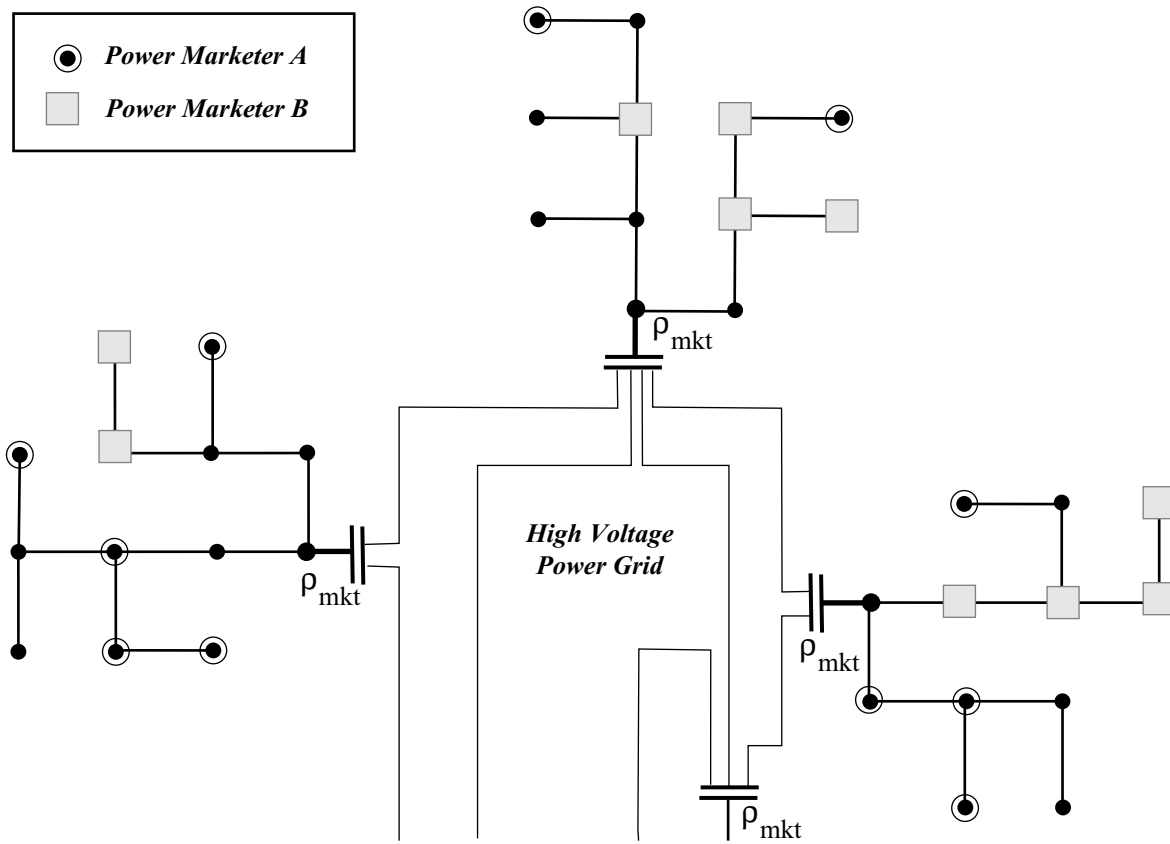 Power Marketer A
Power Marketer B
ρmkt
High Voltage
Power Grid
ρmkt
ρmkt
ρmkt